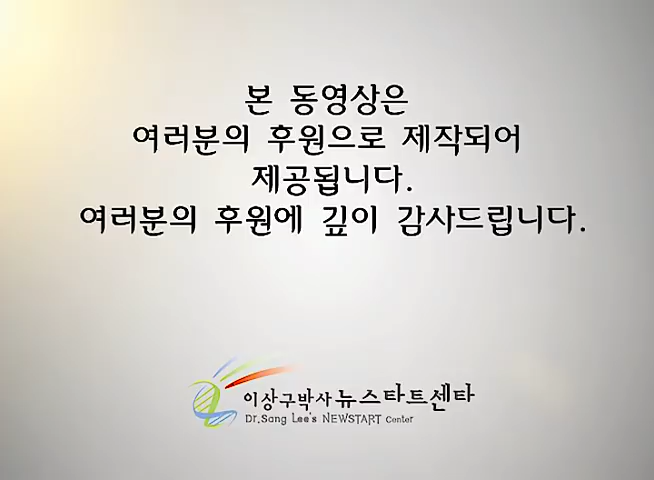 본 동영상은
여러분의 후원으로 제작되어
제공됩니다.
여러분의 후원에 깊이 감사드립니다.
이상구박사 뉴스타트센타
Dr.Sang Lee's NEWSTART Center